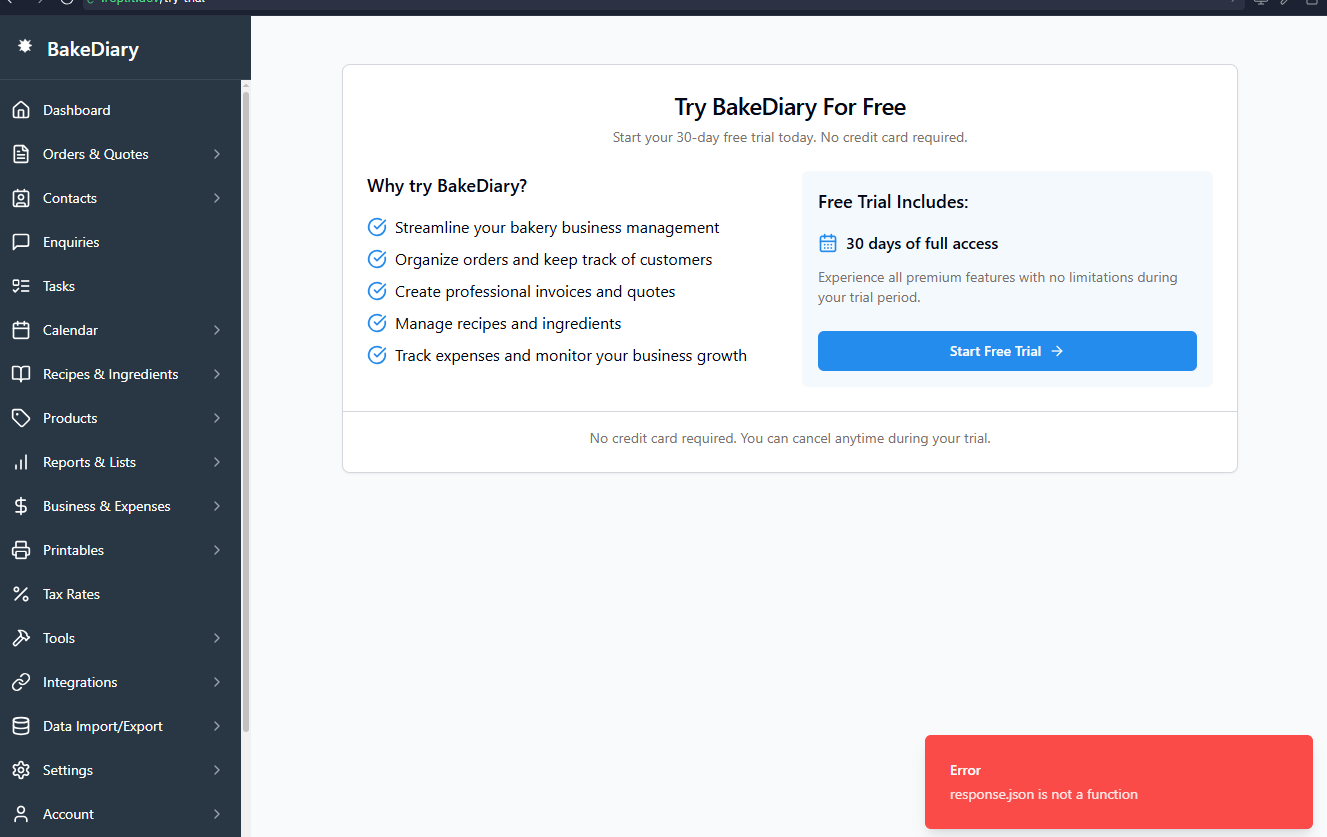 BakeDiary
Dashboard
Orders & Quotes
Contacts
Enquiries
Tasks
Calendar
Recipes & Ingredients
Products
Reports & Lists
Business & Expenses
Printables
Tax Rates
Tools
Integrations
Data Import/Export
Settings
Account
Try BakeDiary For Free
Start your 30-day free trial today. No credit card required.
Why try BakeDiary?
Streamline your bakery business management
Organize orders and keep track of customers
Create professional invoices and quotes
Manage recipes and ingredients
Track expenses and monitor your business growth
Free Trial Includes:
30 days of full access
Experience all premium features with no limitations during
your trial period.
Start Free Trial
No credit card required. You can cancel anytime during your trial.
Error
response.json is not a function